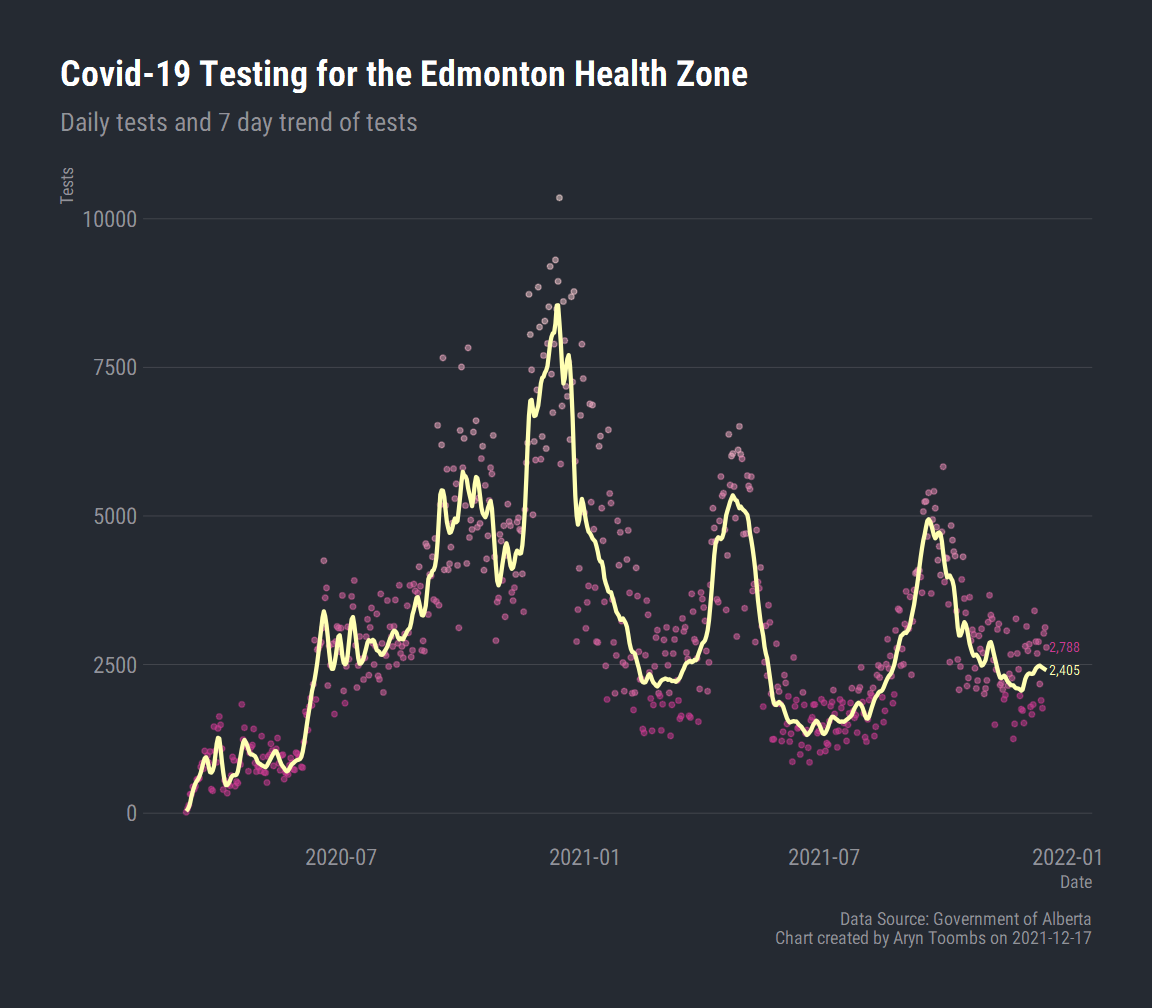 Covid-19 Testing for the Edmonton Health Zone
Daily tests and 7 day trend of tests
Tests
10000
7500
5000
2500
0
2,788
2,405
2020-07
2021-01
2021-07
2022-01
Date
Data Source: Government of Alberta
Chart created by Aryn Toombs on 2021-12-17